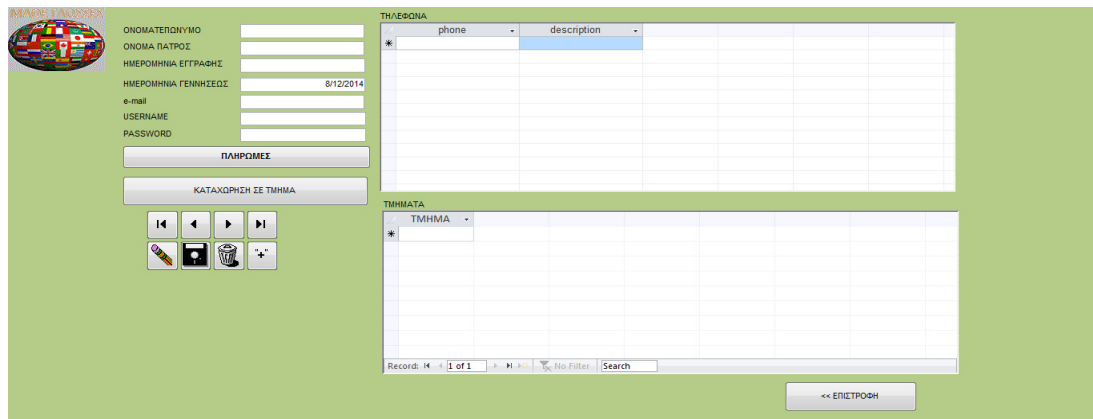 ΤΗΛΕΦΩΝΑ
ΟΝΟΜΑΤΕΠΩΝΥΜΟ
phone
description
ΟΝΟΜΑ ΠΑΤΡΟΣ
ΗΜΕΡΟΜΗΝΙΑ ΕΓΓΡΑΦΗΣ
ΗΜΕΡΟΜΗΝΙΑ ΓΕΝΝΗΣΕΩΣ 8/12/2014
e-mail
USERNAME
PASSWORD
ΠΛΗΡΩΜΕΣ
ΚΑΤΑΧΩΡΗΣΗ ΣΕ ΤΜΗΜΑ
ΤΜΗΜΑΤΑ
ΤΜΗΜΑ
"+"
Record: 1 of 1 No Filter Search
<< ΕΠΙΣΤΡΟΦΗ